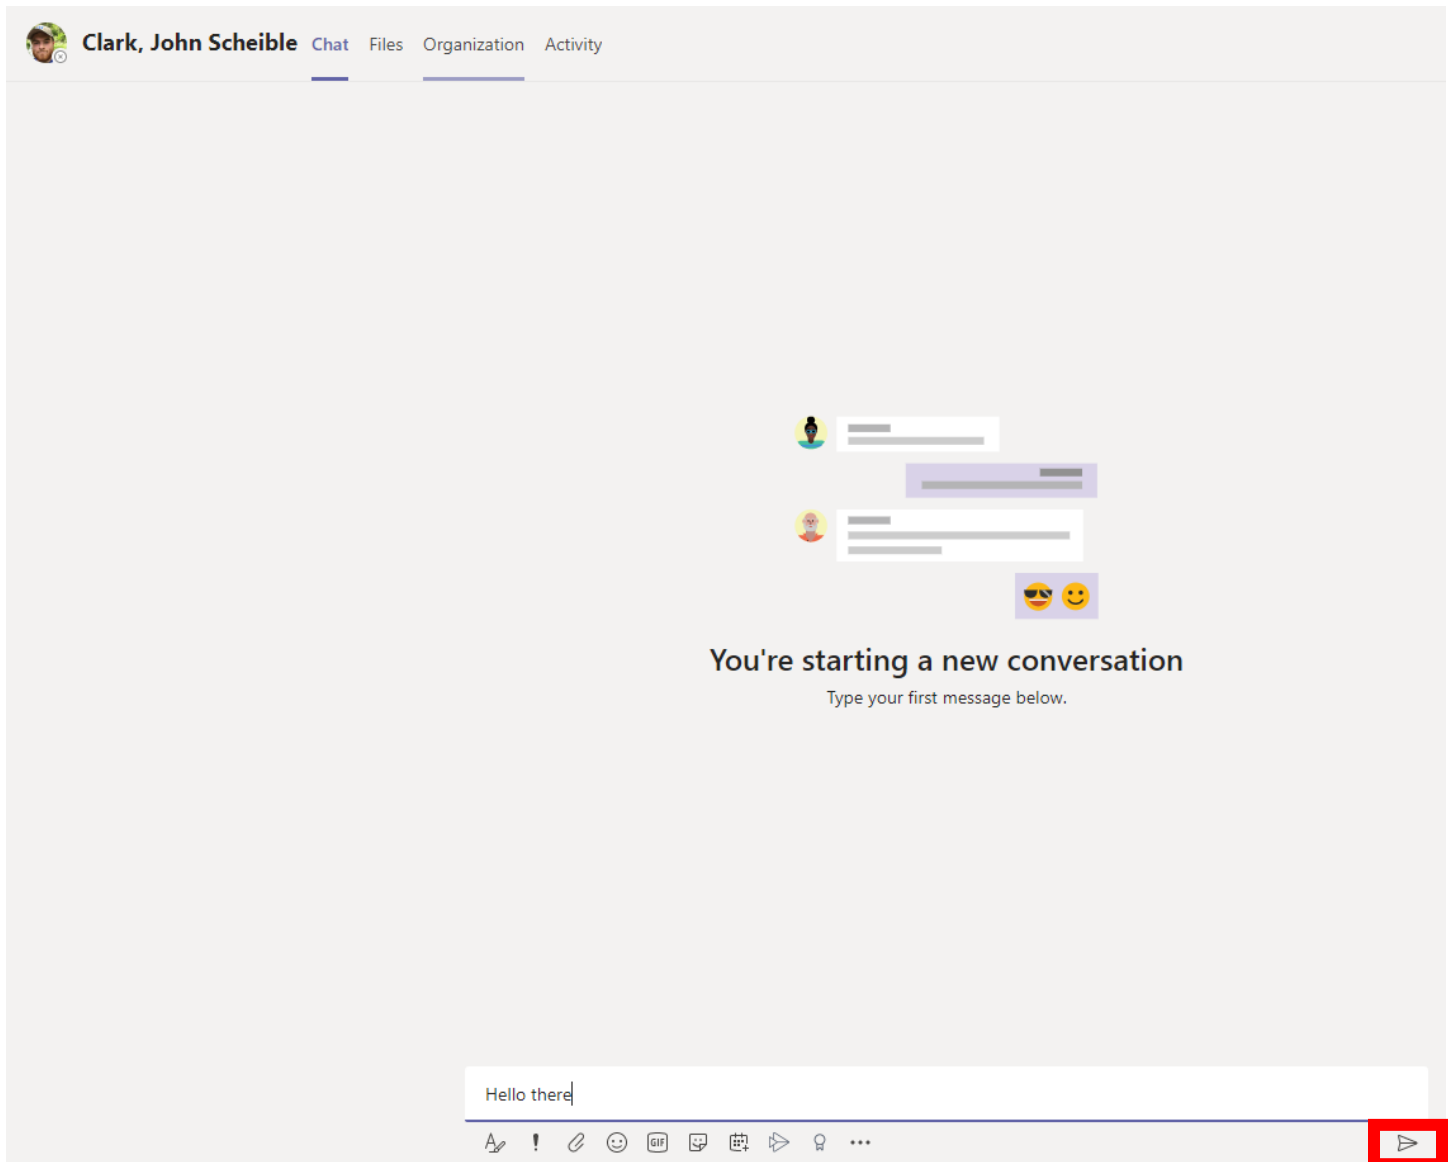 Clark, John Scheible Chat Files Organization Activity
You're starting a new conversation
Type your first message below.
Hello there
GIF